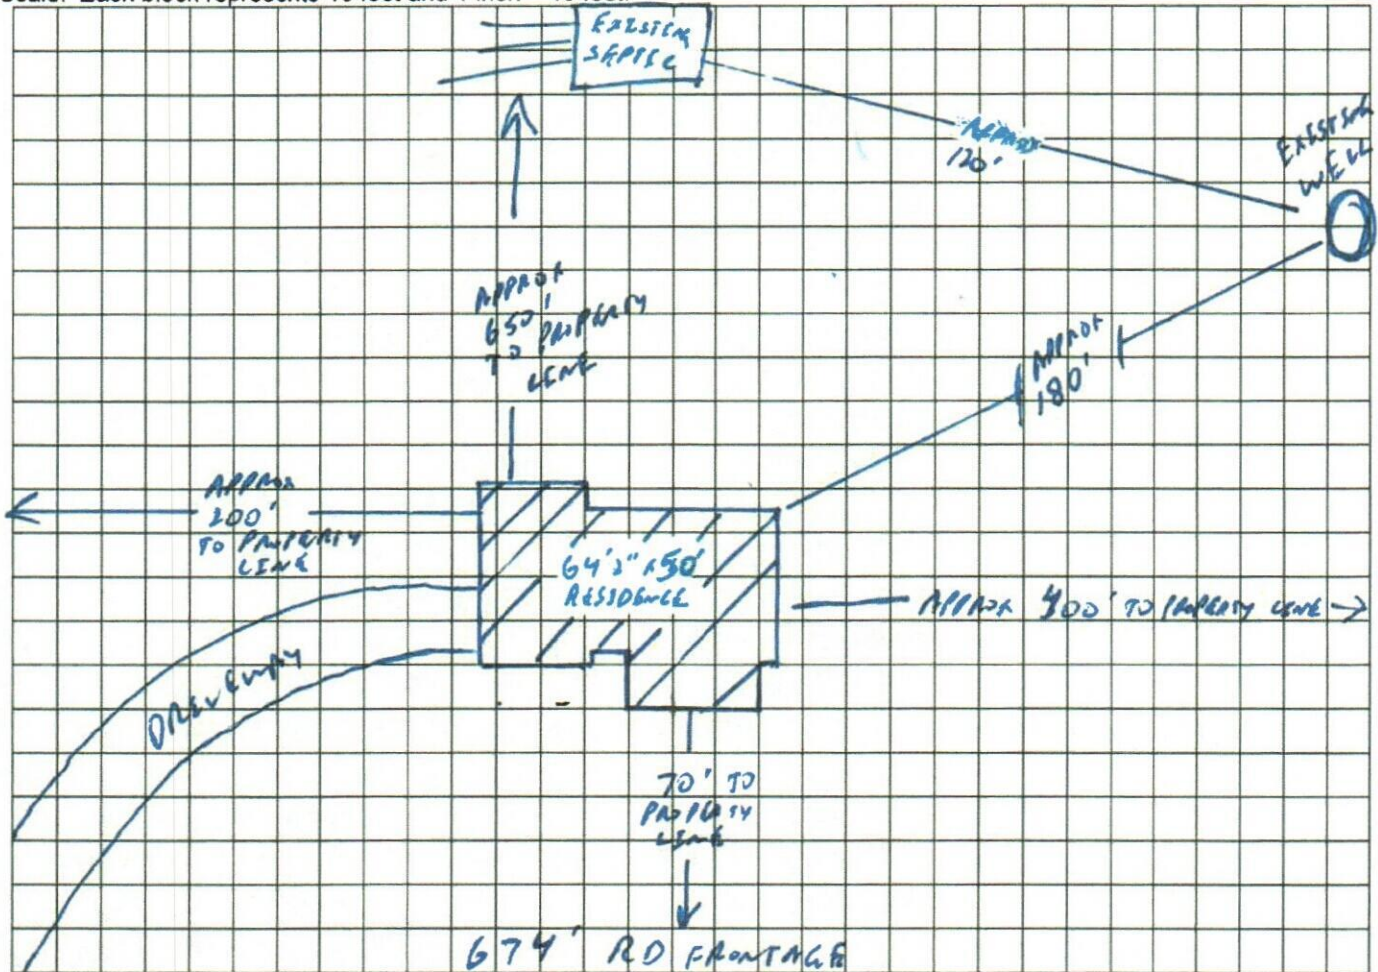 EXISTING
SEPTIC
APPROX
120'
EXISTING
WELL
APPROX
650'
TO PROPERTY
LINE
APPROX
180'
APPROX
200'
TO PROPERTY
LINE
64'2" x 50'
RESIDENCE
APPROX 400' TO PROPERTY LINE
DRIVEWAY
70' TO
PROPERTY
LINE
674' RD FRONTAGE